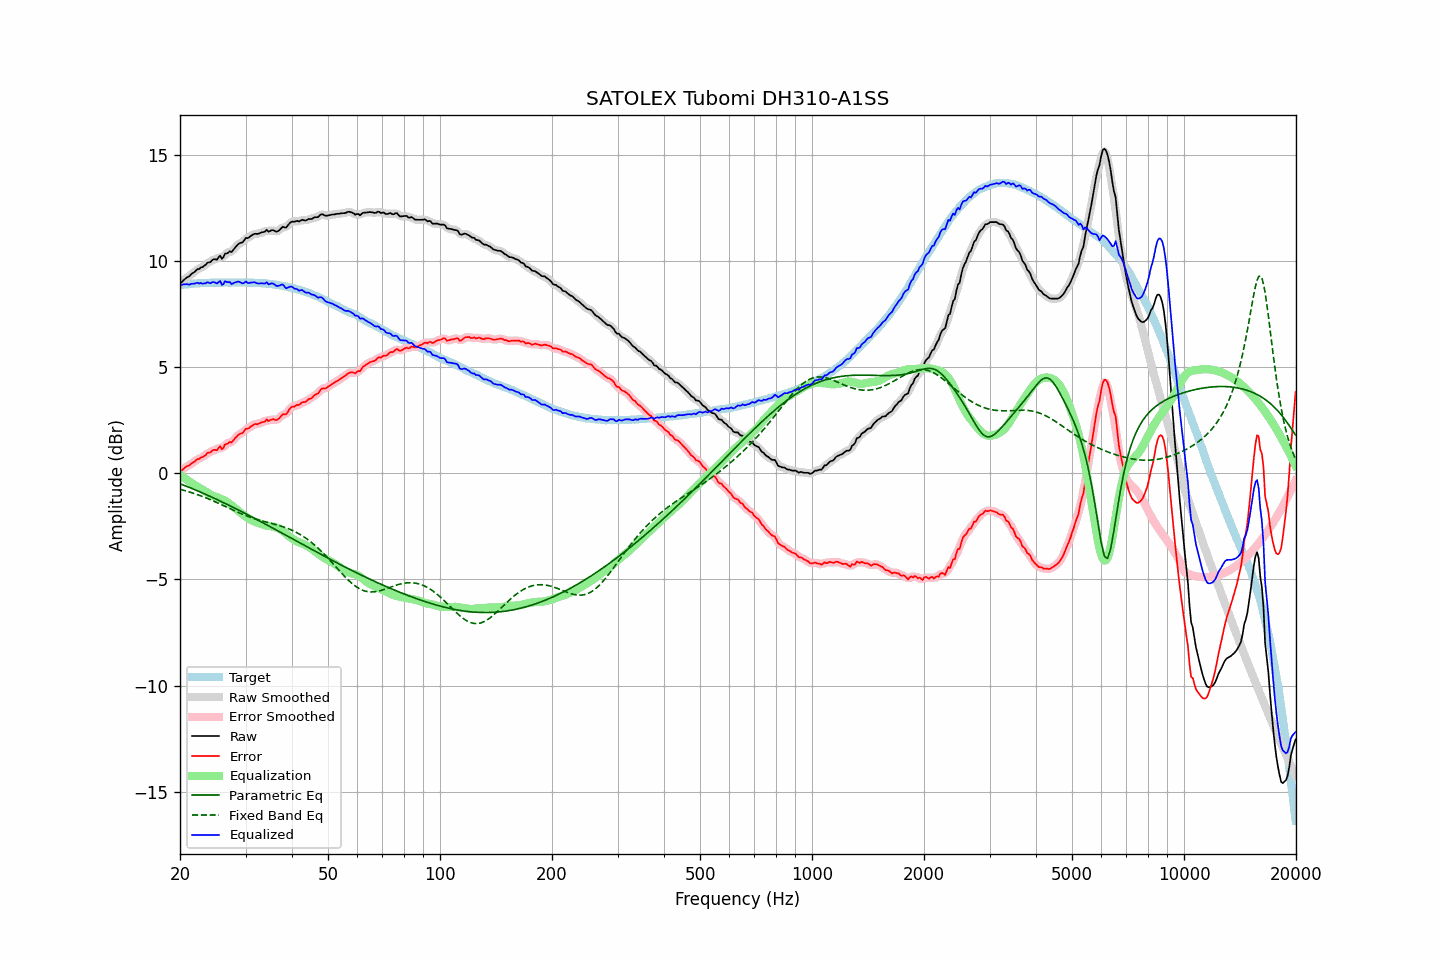 SATOLEX Tubomi DH310-A1SS
Amplitude (dBr)
15
10
5
0
−5
−10
−15
Target
Raw Smoothed
Error Smoothed
Raw
Error
Equalization
Parametric Eq
Fixed Band Eq
Equalized
20
50
100
200
500
1000
2000
5000
10000
20000
Frequency (Hz)